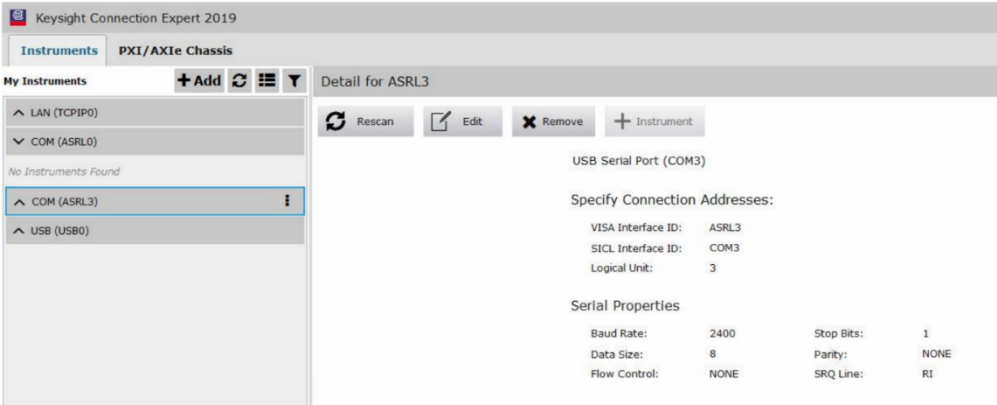 Keysight Connection Expert 2019
Instruments PXI/AXIe Chassis
My Instruments Add
LAN (TCPIP0)
COM (ASRL0)
No Instruments Found
COM (ASRL3)
USB (USB0)
Detail for ASRL3
Rescan Edit Remove Instrument
USB Serial Port (COM3)
Specify Connection Addresses:
VISA Interface ID: ASRL3
SICL Interface ID: COM3
Logical Unit: 3
Serial Properties
Baud Rate: 2400 Stop Bits: 1
Data Size: 8 Parity: NONE
Flow Control: NONE SRQ Line: RI